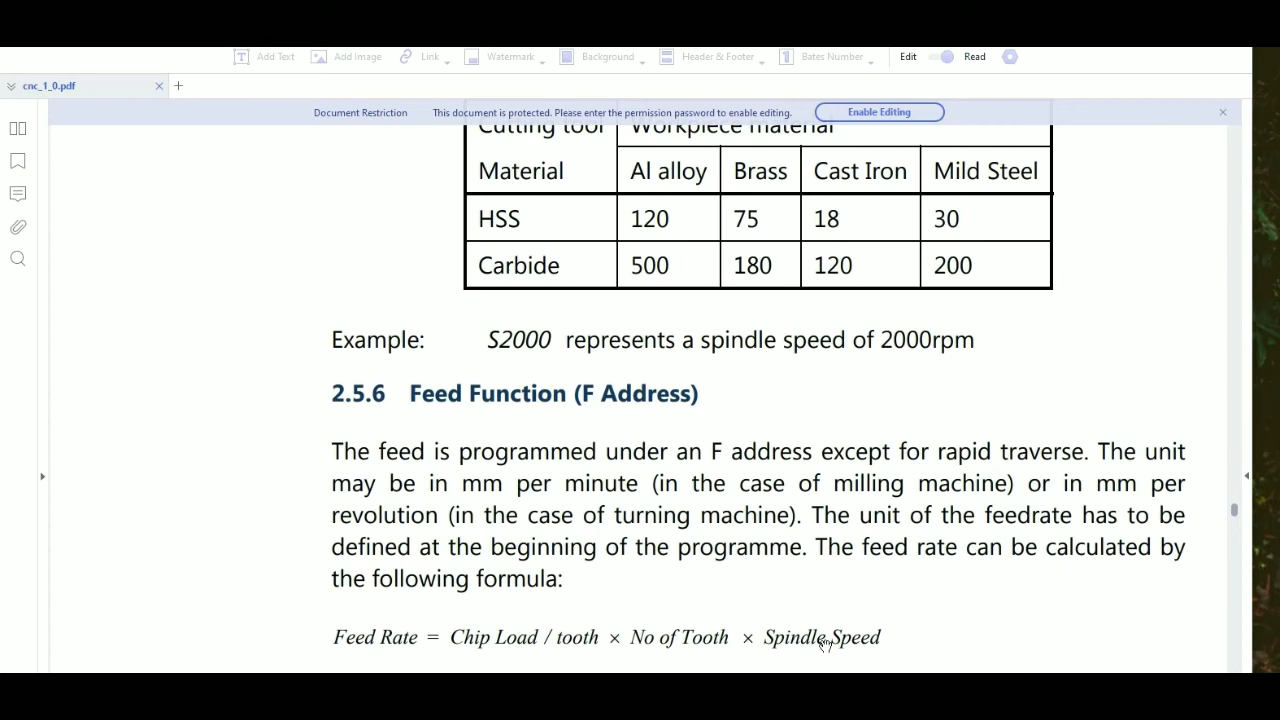 Add Text Add Image Link Watermark Background Header & Footer Bates Number Edit Read
cnc_1_0.pdf
Document Restriction This document is protected. Please enter the permission password to enable editing. Enable Editing
Cutting tool Workpiece material
Material Al alloy Brass Cast Iron Mild Steel
HSS 120 75 18 30
Carbide 500 180 120 200
Example: S2000 represents a spindle speed of 2000rpm
2.5.6 Feed Function (F Address)
The feed is programmed under an F address except for rapid traverse. The unit
may be in mm per minute (in the case of milling machine) or in mm per
revolution (in the case of turning machine). The unit of the feedrate has to be
defined at the beginning of the programme. The feed rate can be calculated by
the following formula:
Feed Rate = Chip Load / tooth × No of Tooth × Spindle Speed